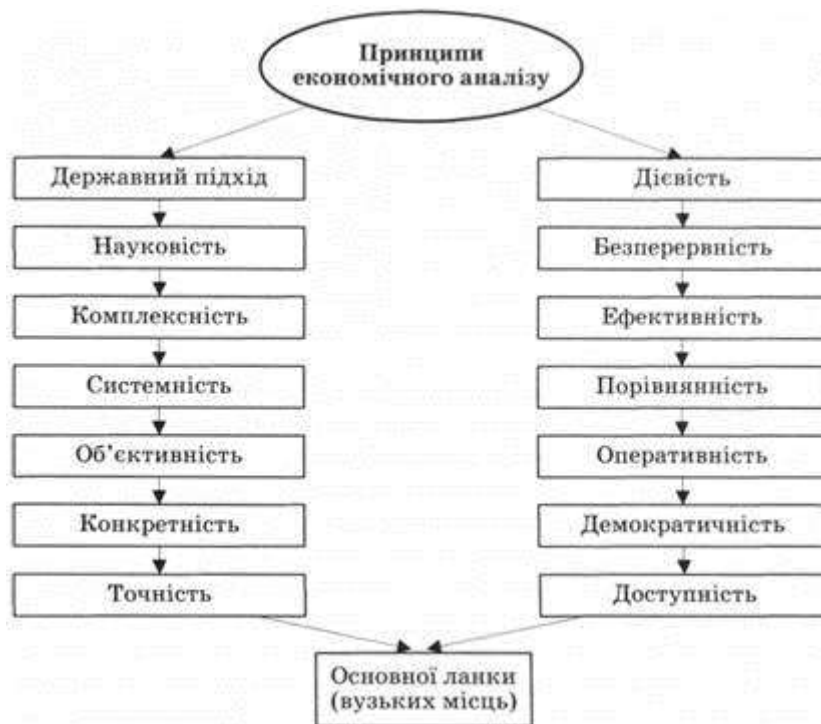 Принципи
економічного аналізу
Державний підхід
Науковість
Комплексність
Системність
Об’єктивність
Конкретність
Точність
Дієвість
Безперервність
Ефективність
Порівнянність
Оперативність
Демократичність
Доступність
Основної ланки
(вузьких місць)